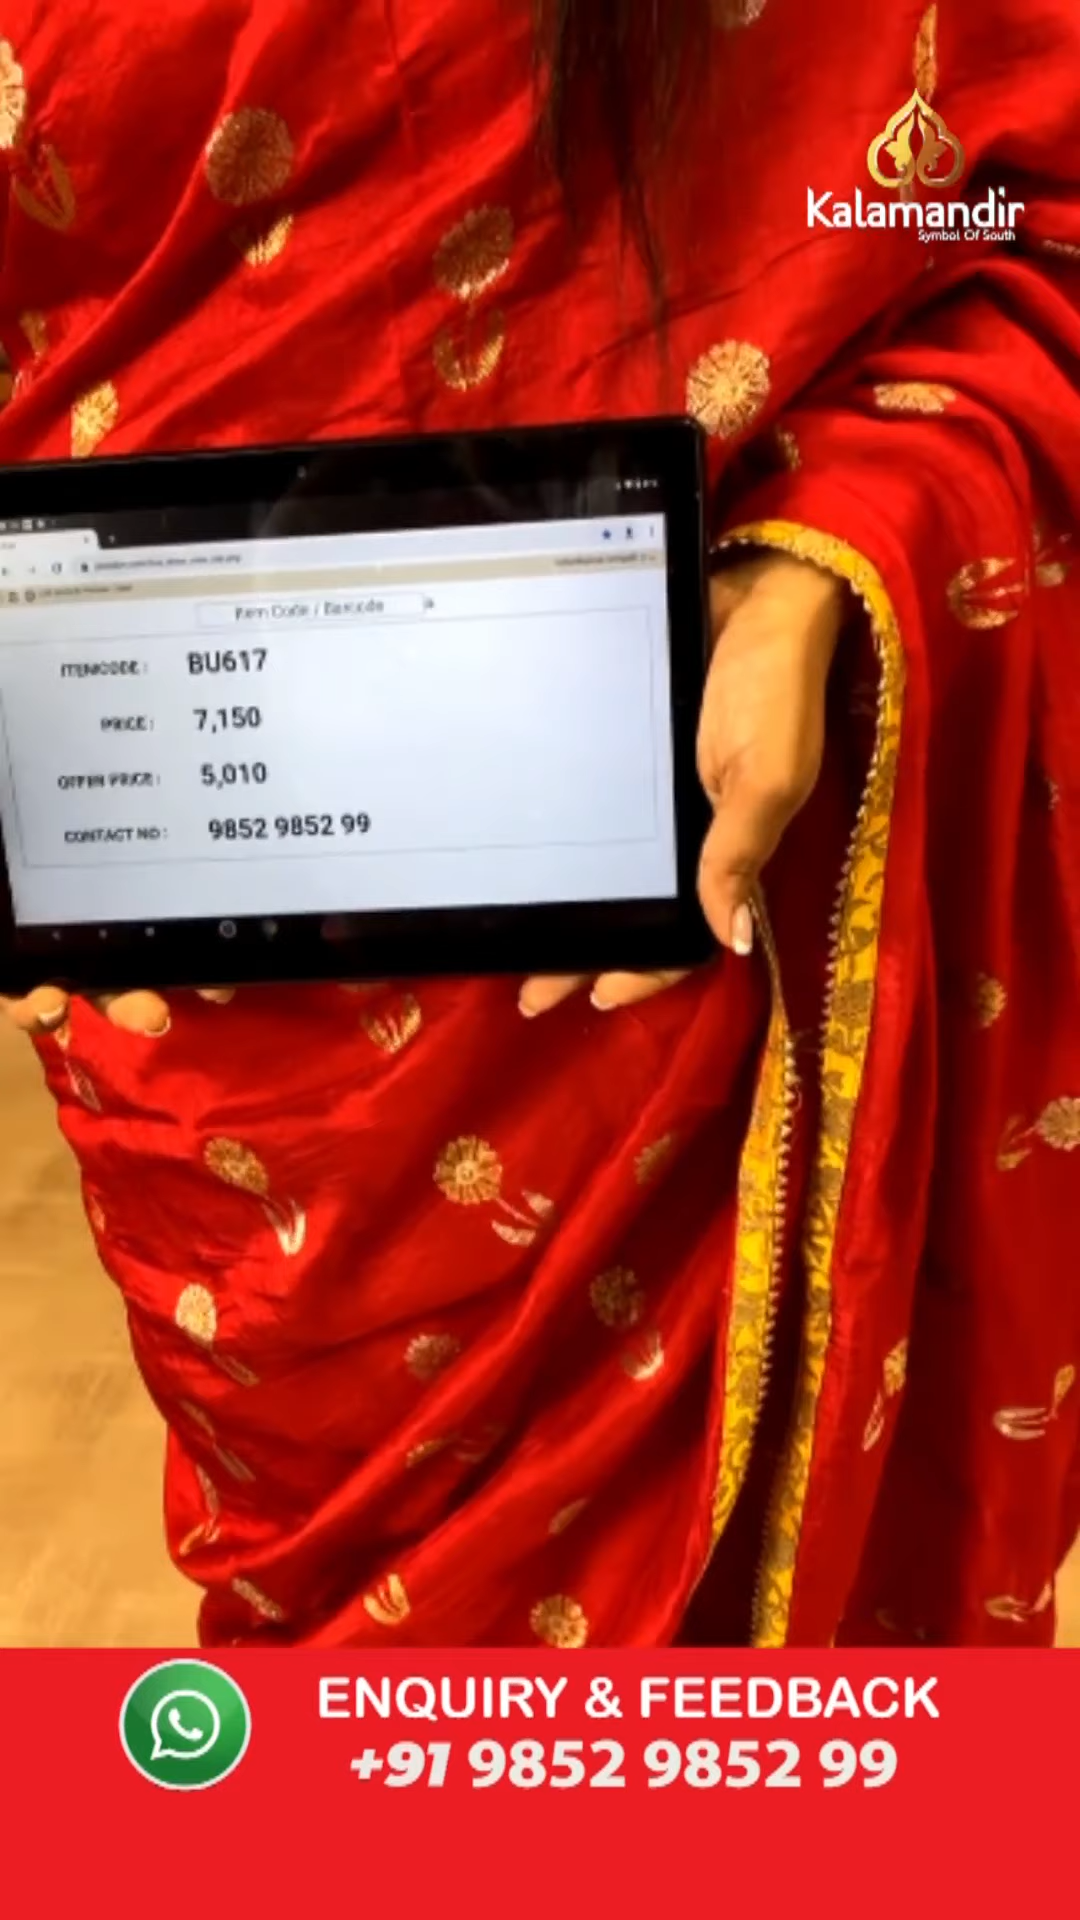 Kalamandir
Symbol Of South
Item Code / Barcode
ITEMCODE : BU617
PRICE : 7,150
OFFER PRICE : 5,010
CONTACT NO : 9852 9852 99
ENQUIRY & FEEDBACK
+91 9852 9852 99